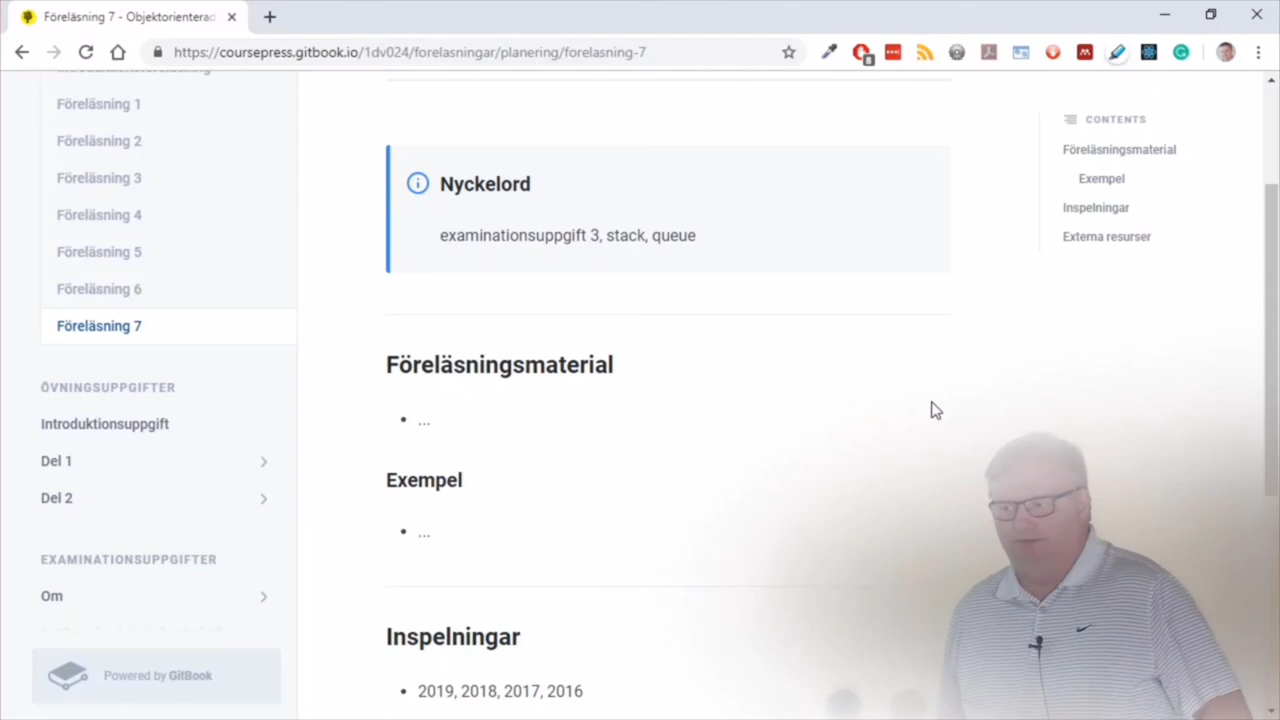 Föreläsning 7 - Objektorienterad
https://coursepress.gitbook.io/1dv024/forelasningar/planering/forelasning-7
Introduktionsföreläsning
Föreläsning 1
Föreläsning 2
Föreläsning 3
Föreläsning 4
Föreläsning 5
Föreläsning 6
Föreläsning 7
ÖVNINGSUPPGIFTER
Introduktionsuppgift
Del 1
Del 2
EXAMINATIONSUPPGIFTER
Om
Powered by GitBook
Nyckelord
examinationsuppgift 3, stack, queue
Föreläsningsmaterial
• ...
Exempel
• ...
Inspelningar
• 2019, 2018, 2017, 2016
CONTENTS
Föreläsningsmaterial
Exempel
Inspelningar
Externa resurser